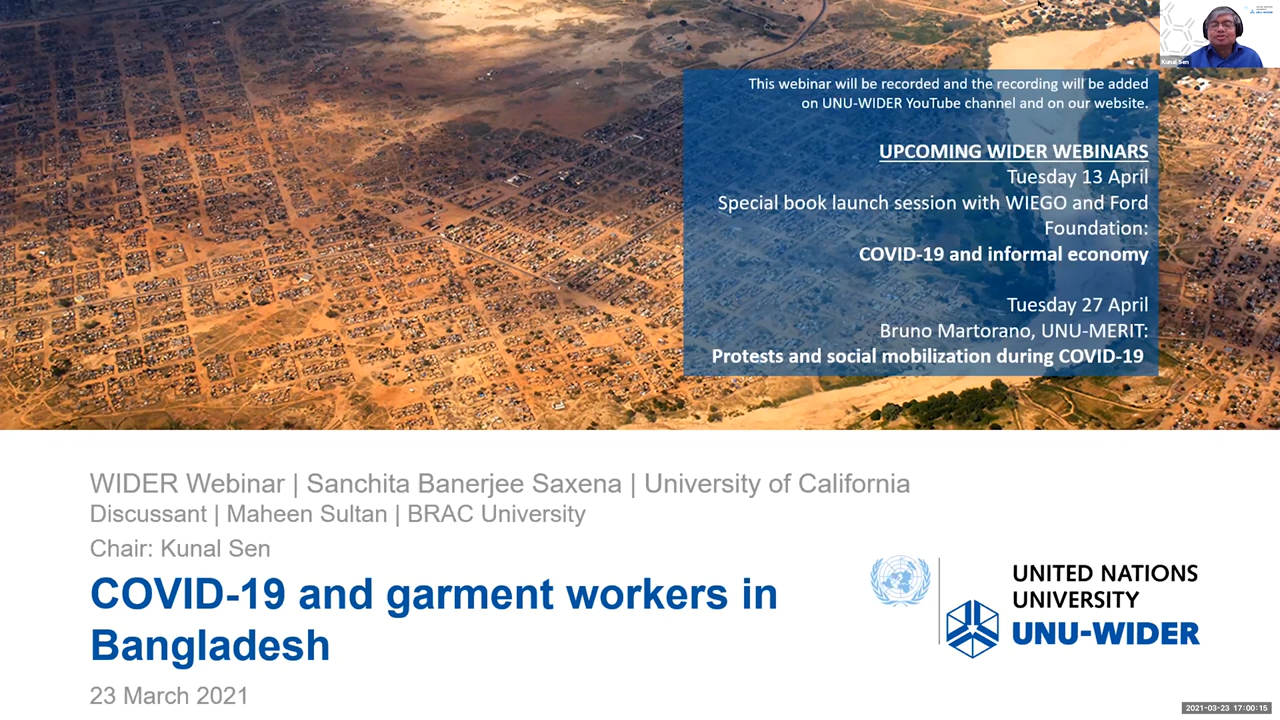 This webinar will be recorded and the recording will be added
on UNU-WIDER YouTube channel and on our website.
UPCOMING WIDER WEBINARS
Tuesday 13 April
Special book launch session with WIEGO and Ford
Foundation:
COVID-19 and informal economy
Tuesday 27 April
Bruno Martorano, UNU-MERIT:
Protests and social mobilization during COVID-19
Kunal Sen
WIDER Webinar | Sanchita Banerjee Saxena | University of California
Discussant | Maheen Sultan | BRAC University
Chair: Kunal Sen
COVID-19 and garment workers in
Bangladesh
23 March 2021
UNITED NATIONS
UNIVERSITY
UNU-WIDER
2021-03-23 17:00:15